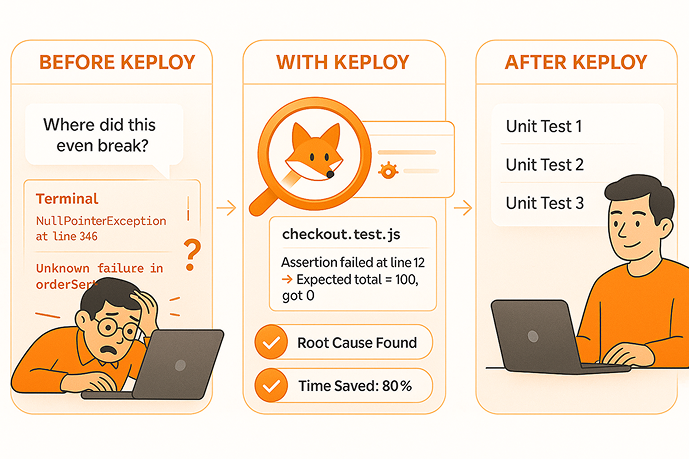 BEFORE KEPLOY
Where did this
even break?
Terminal
NullPointerException
at line 346
Unknown failure in
?
WITH KEPLOY
checkout.test.js
Assertion failed at line 12
→ Expected total = 100,
got 0
Root Cause Found
Time Saved: 80%
AFTER KEPLOY
Unit Test 1
Unit Test 2
Unit Test 3